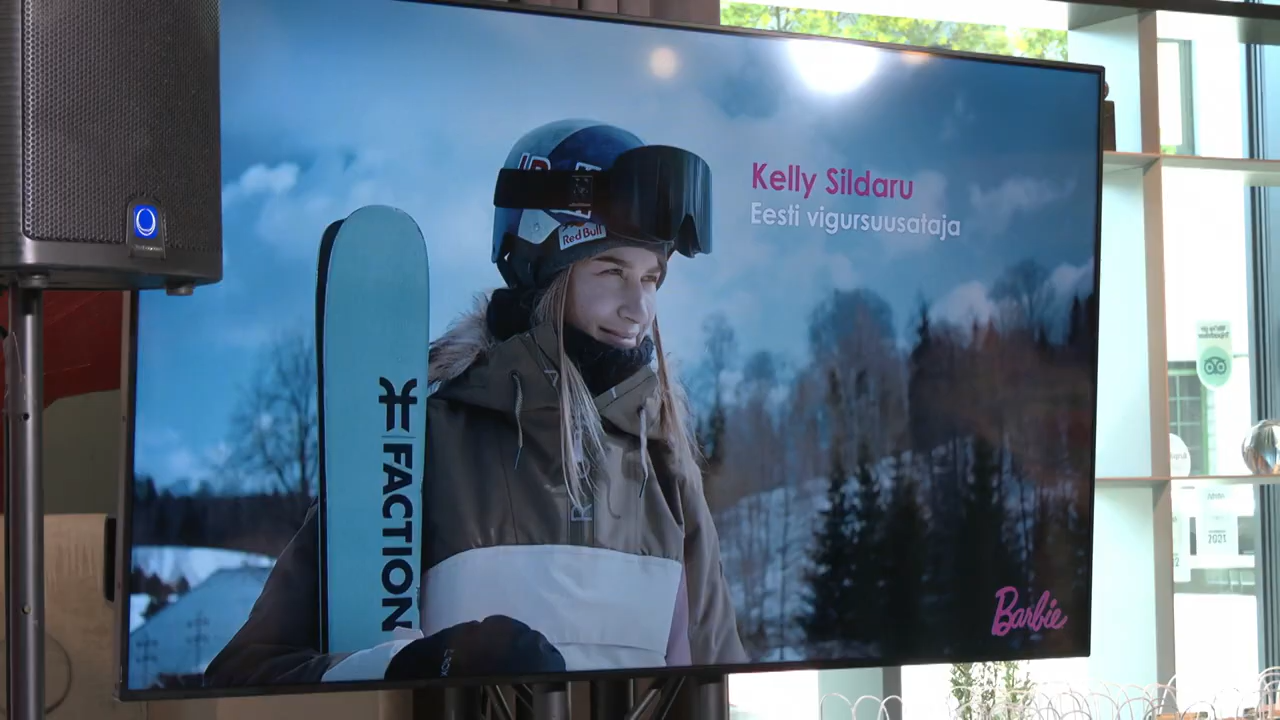 Kelly Sildaru
Eesti vigursuusataja
Red Bull
FACTION
Barbie
2021